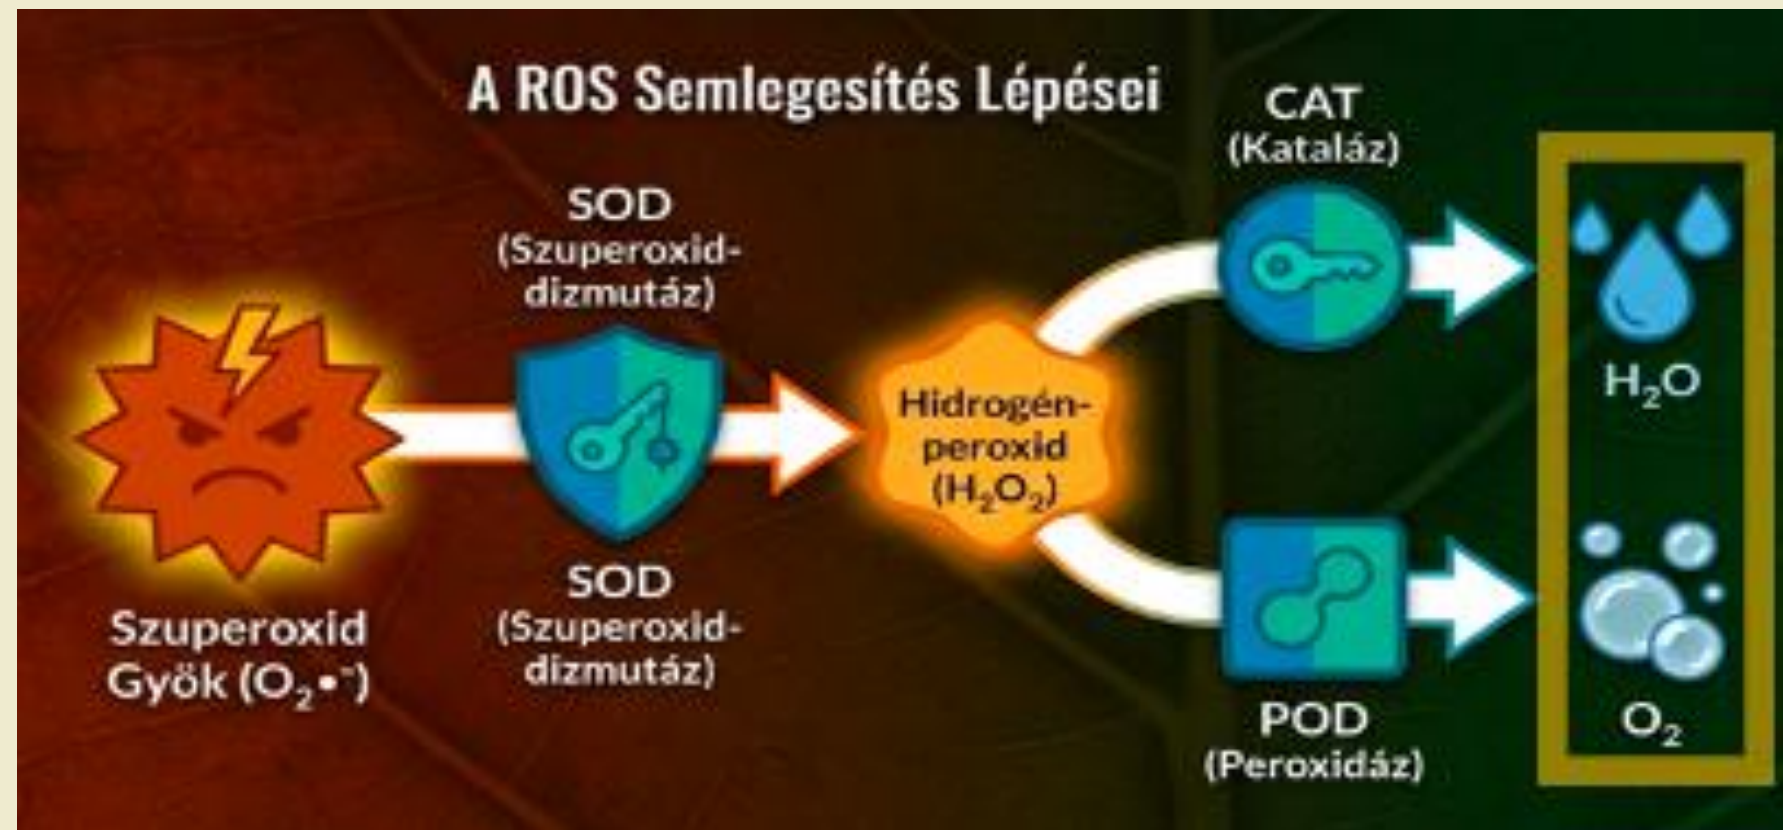 A ROS Semlegesítés Lépései
SOD
(Szuperoxid-
dizmutáz)
Szuperoxid
Gyök (O₂•⁻)
SOD
(Szuperoxid-
dizmutáz)
Hidrogén-
peroxid
(H₂O₂)
CAT
(Kataláz)
POD
(Peroxidáz)
H₂O
O₂